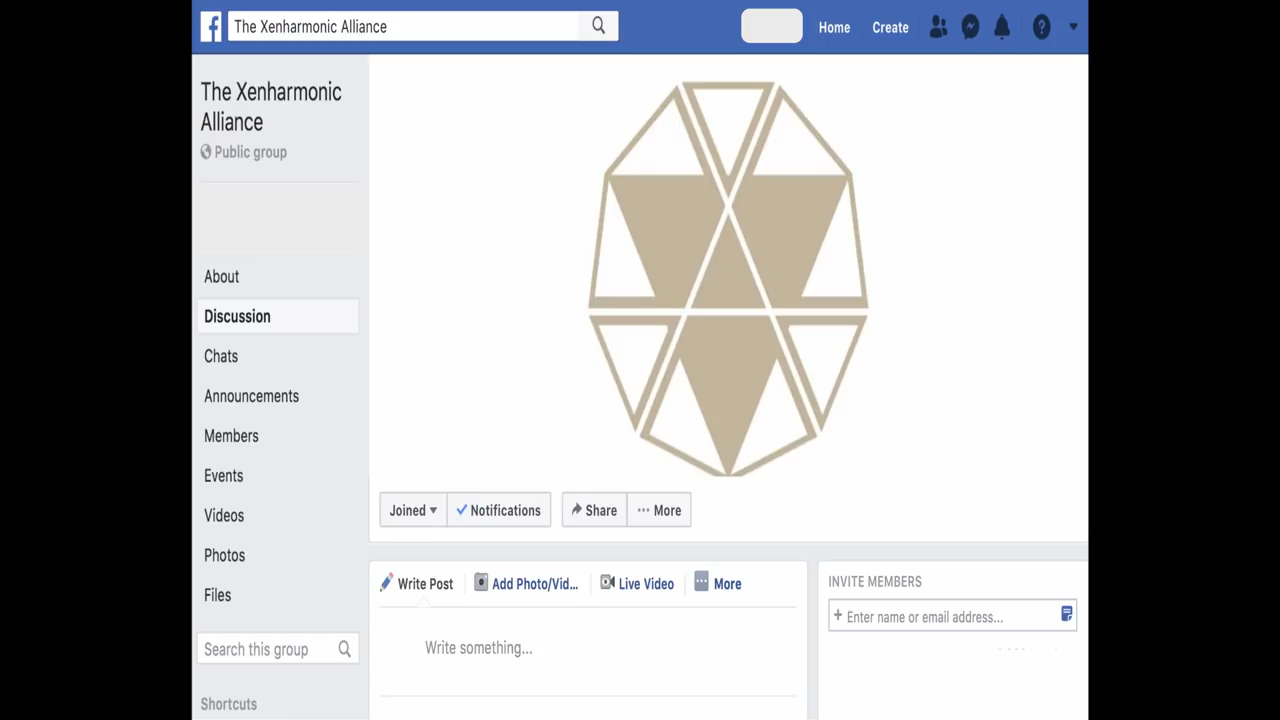 The Xenharmonic Alliance
Home
Create
The Xenharmonic
Alliance
Public group
About
Discussion
Chats
Announcements
Members
Events
Videos
Photos
Files
Search this group
Shortcuts
Joined
Notifications
Share
More
Write Post
Add Photo/Vid...
Live Video
More
Write something...
INVITE MEMBERS
+ Enter name or email address...